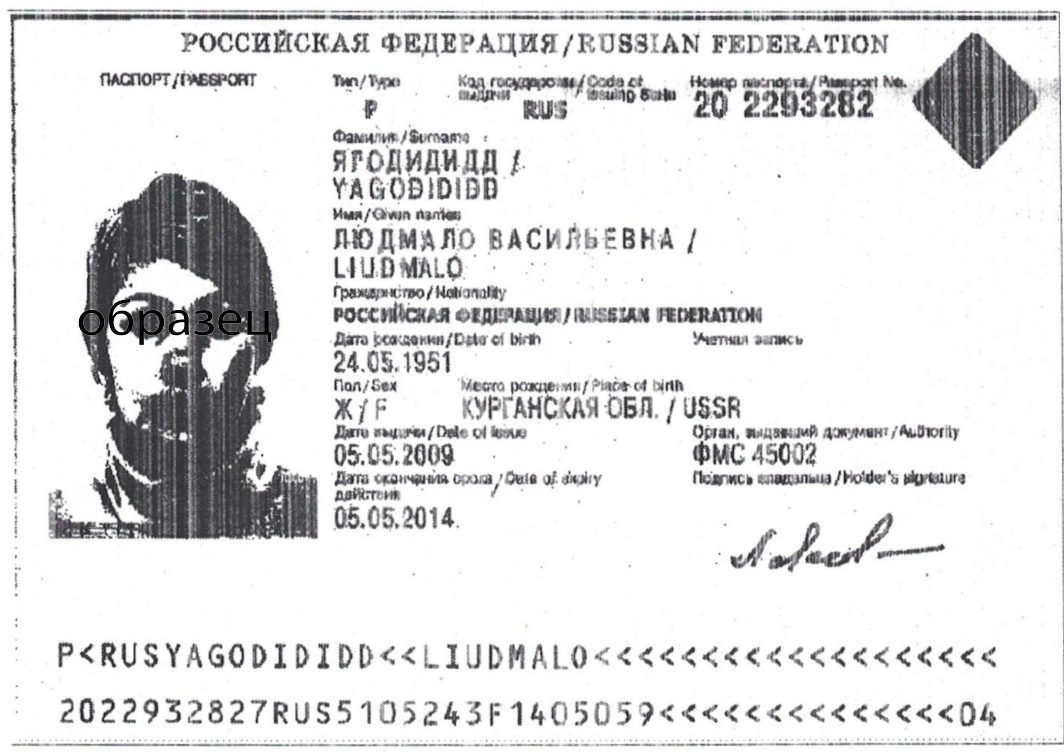 РОССИЙСКАЯ ФЕДЕРАЦИЯ/RUSSIAN FEDERATION
ПАСПОРТ/PASSPORT
Тип/Type
Код государства/Code of
выдачи issuing State
Номер паспорта/Passport No.
P
RUS
20 2293282
Фамилия/Surname
ЯГОДИДИДД /
YAGODIDIDD
Имя/Given names
ЛЮДМАЛО ВАСИЛЬЕВНА /
LIUDMALO
Гражданство/Nationality
РОССИЙСКАЯ ФЕДЕРАЦИЯ/RUSSIAN FEDERATION
образец
Дата рождения/Date of birth
Учетная запись
24.05.1951
Пол/Sex
Место рождения/Place of birth
Ж/F
КУРГАНСКАЯ ОБЛ. / USSR
Дата выдачи/Date of issue
Орган, выдавший документ/Authority
05.05.2009
ФМС 45002
Дата окончания срока/Date of expiry
действия
Подпись владельца/Holder's signature
05.05.2014
P<RUSYAGODIDIDD<<LIUDMALO<<<<<<<<<<<<<<<<<<<
2022932827RUS5105243F1405059<<<<<<<<<<<<<<04